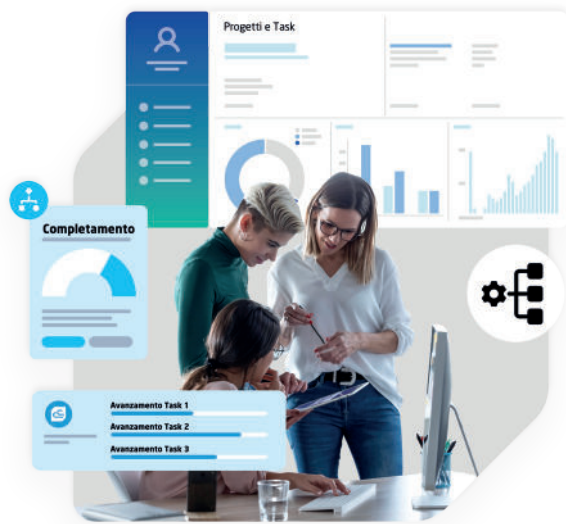 Progetti e Task
Completamento
Avanzamento Task 1
Avanzamento Task 2
Avanzamento Task 3